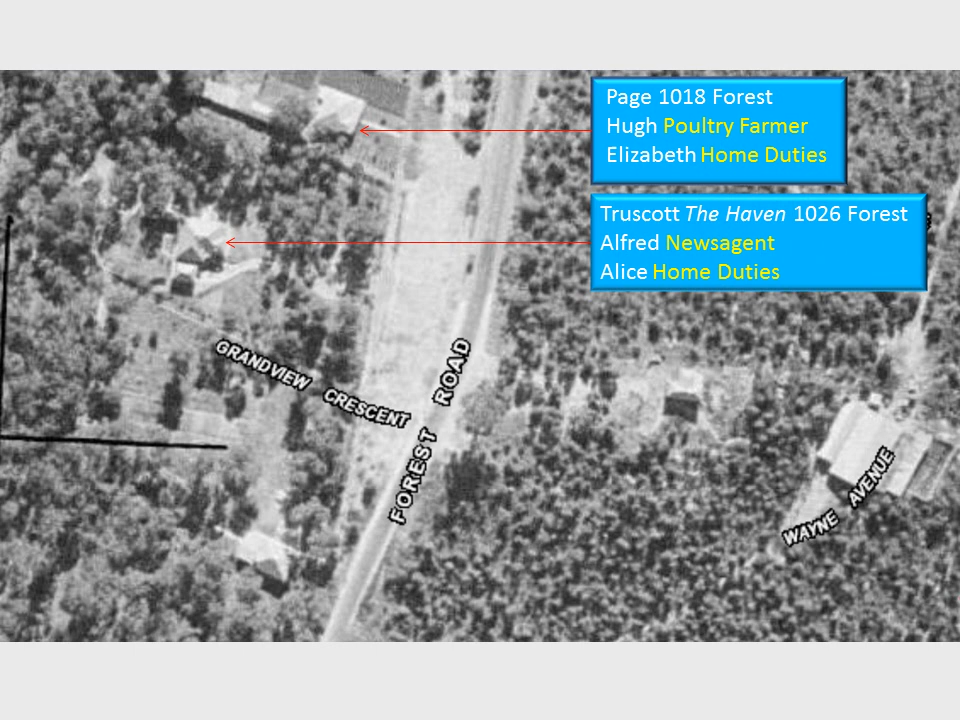 Page 1018 Forest
Hugh Poultry Farmer
Elizabeth Home Duties
Truscott The Haven 1026 Forest
Alfred Newsagent
Alice Home Duties
GRANDVIEW CRESCENT
FOREST ROAD
WAYNE AVENUE